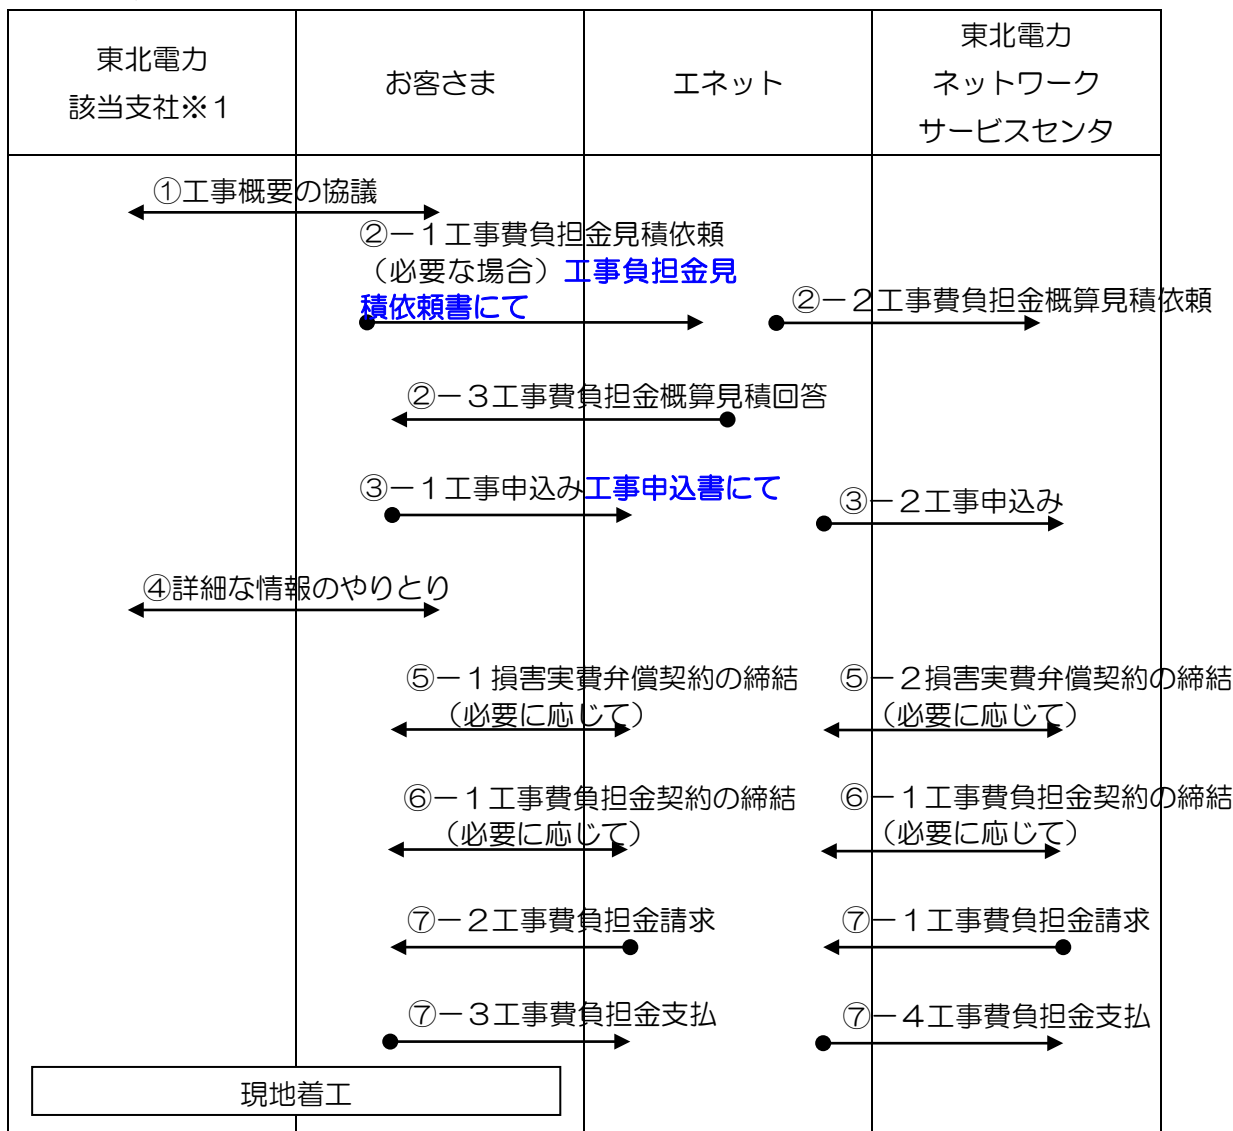 東北電力
該当支社※１
お客さま
エネット
東北電力
ネットワーク
サービスセンタ
①工事概要の協議
②－１工事費負担金見積依頼
（必要な場合）工事負担金見
積依頼書にて
②－２工事費負担金概算見積依頼
②－３工事費負担金概算見積回答
③－１工事申込み工事申込書にて
③－２工事申込み
④詳細な情報のやりとり
⑤－１損害実費弁償契約の締結
（必要に応じて）
⑤－２損害実費弁償契約の締結
（必要に応じて）
⑥－１工事費負担金契約の締結
（必要に応じて）
⑥－１工事費負担金契約の締結
（必要に応じて）
⑦－２工事費負担金請求
⑦－１工事費負担金請求
⑦－３工事費負担金支払
⑦－４工事費負担金支払
現地着工